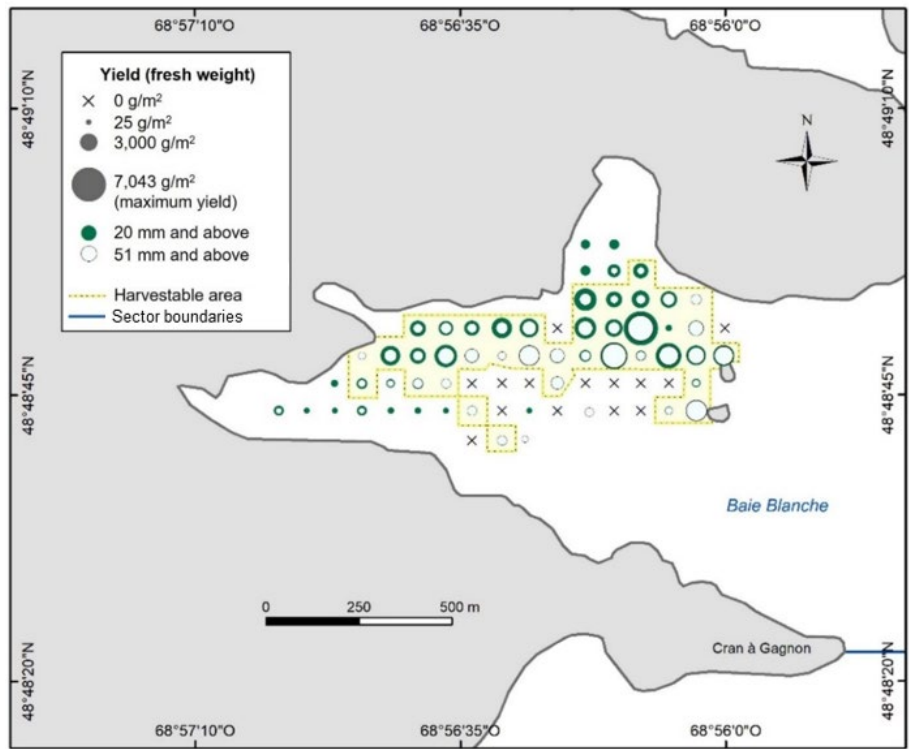 68°57'10"O 68°56'35"O 68°56'0"O
48°49'10"N
48°48'45"N
48°48'20"N
Yield (fresh weight)
0 g/m²
25 g/m²
3,000 g/m²
7,043 g/m²
(maximum yield)
20 mm and above
51 mm and above
Harvestable area
Sector boundaries
N
48°49'10"N
48°48'45"N
48°48'20"N
Baie Blanche
0 250 500 m
Cran à Gagnon
68°57'10"O 68°56'35"O 68°56'0"O